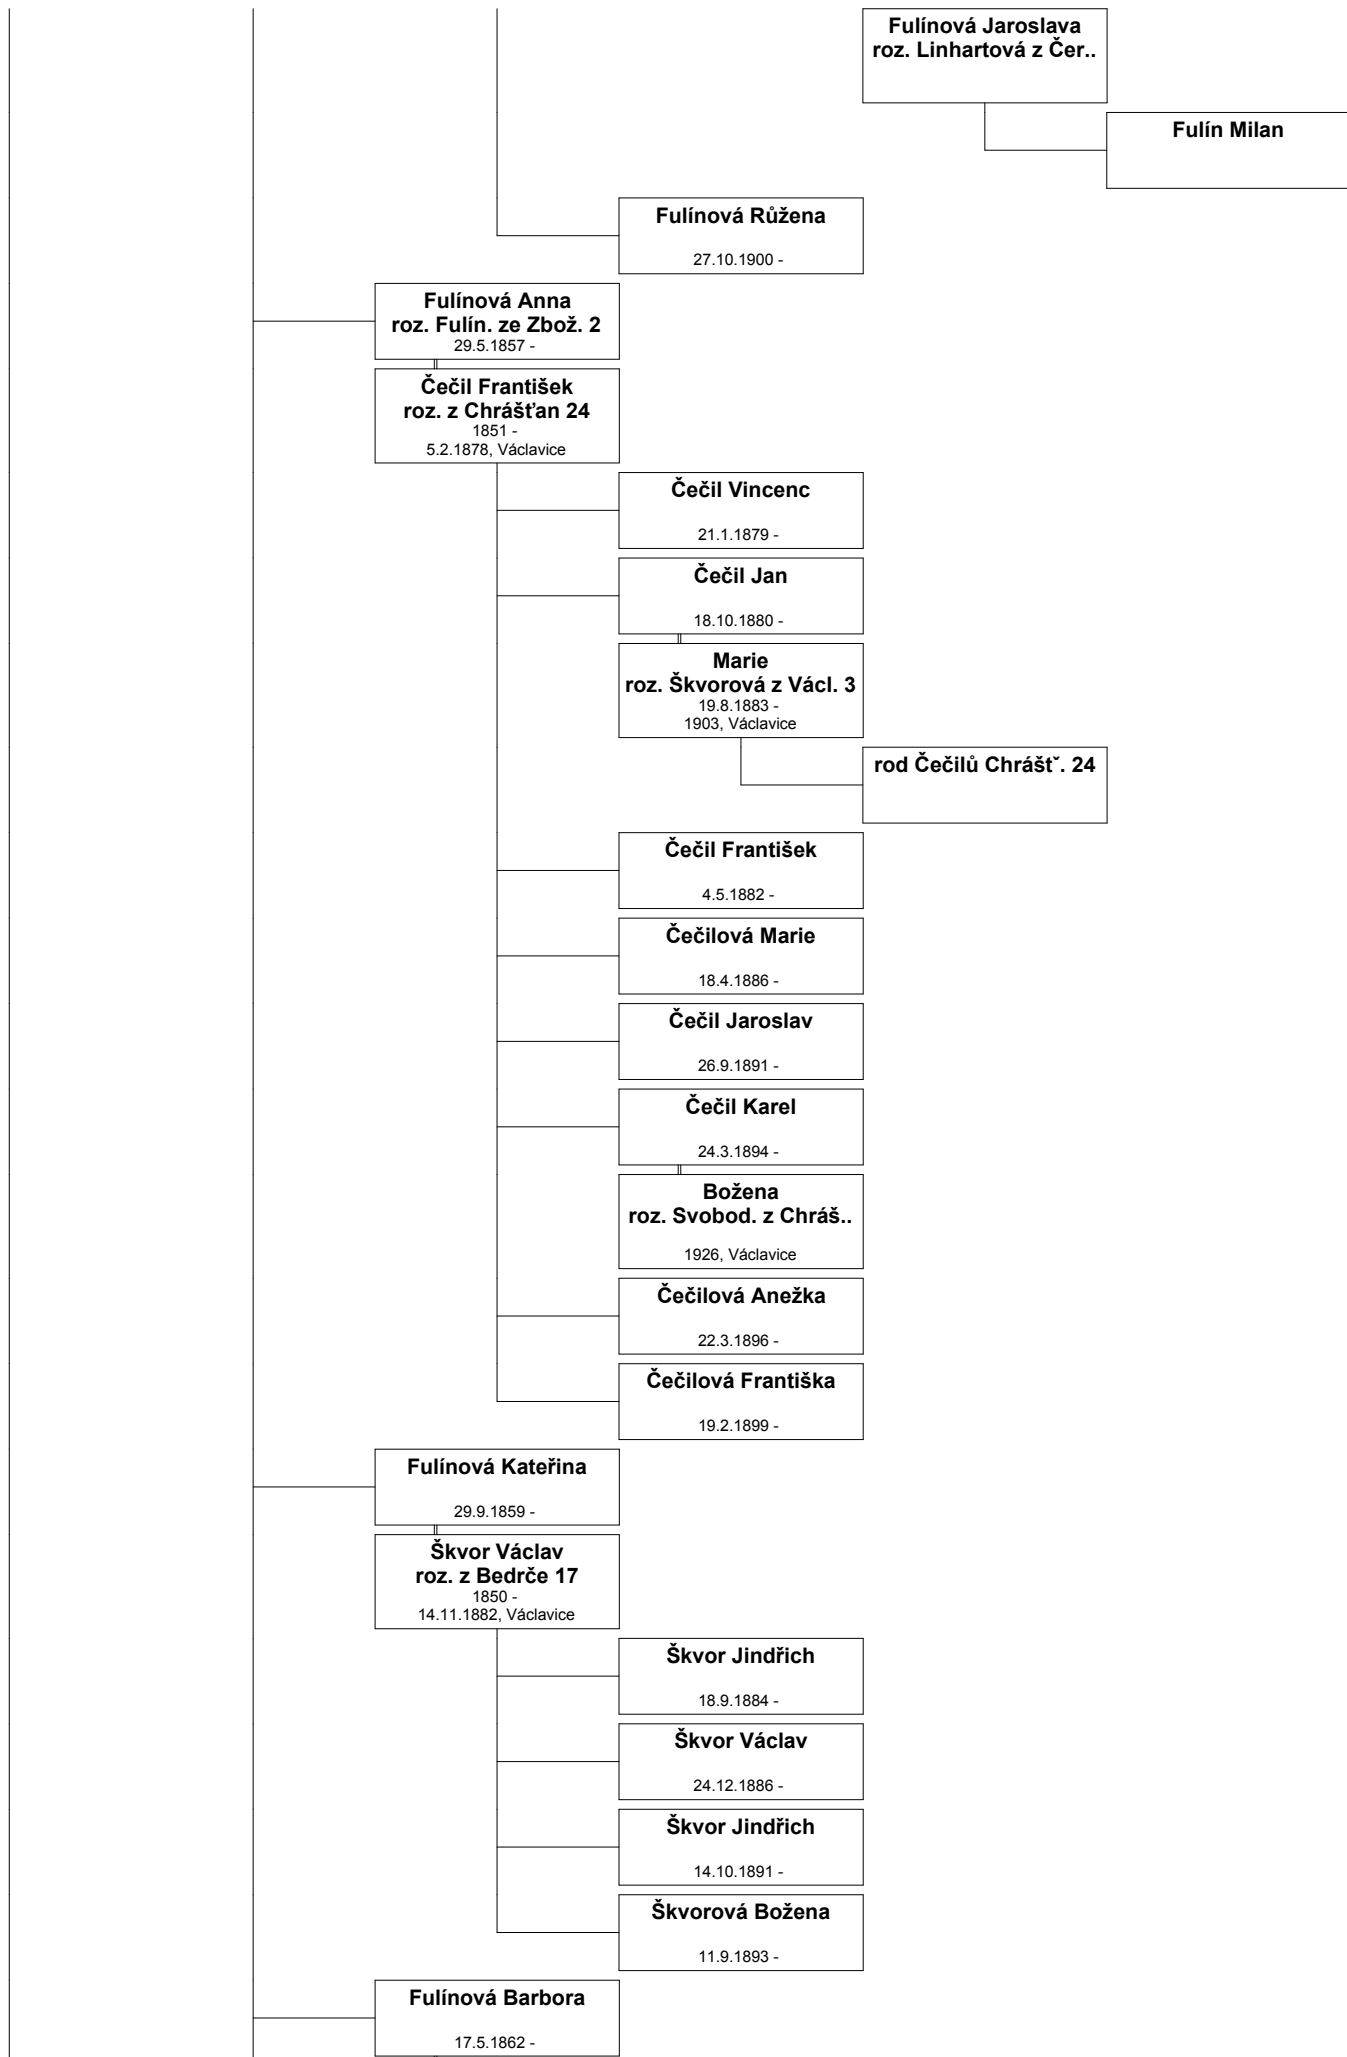 Fulínová Jaroslava
roz. Linhartová z Čer..
Fulín Milan
Fulínová Růžena
27.10.1900 -
Fulínová Anna
roz. Fulín. ze Zbož. 2
29.5.1857 -
Čečil František
roz. z Chrášťan 24
1851 -
5.2.1878, Václavice
Čečil Vincenc
21.1.1879 -
Čečil Jan
18.10.1880 -
Marie
roz. Škvorová z Václ. 3
19.8.1883 -
1903, Václavice
rod Čečilů Chráštˇ. 24
Čečil František
4.5.1882 -
Čečilová Marie
18.4.1886 -
Čečil Jaroslav
26.9.1891 -
Čečil Karel
24.3.1894 -
Božena
roz. Svobod. z Chráš..
1926, Václavice
Čečilová Anežka
22.3.1896 -
Čečilová Františka
19.2.1899 -
Fulínová Kateřina
29.9.1859 -
Škvor Václav
roz. z Bedrče 17
1850 -
14.11.1882, Václavice
Škvor Jindřich
18.9.1884 -
Škvor Václav
24.12.1886 -
Škvor Jindřich
14.10.1891 -
Škvorová Božena
11.9.1893 -
Fulínová Barbora
17.5.1862 -